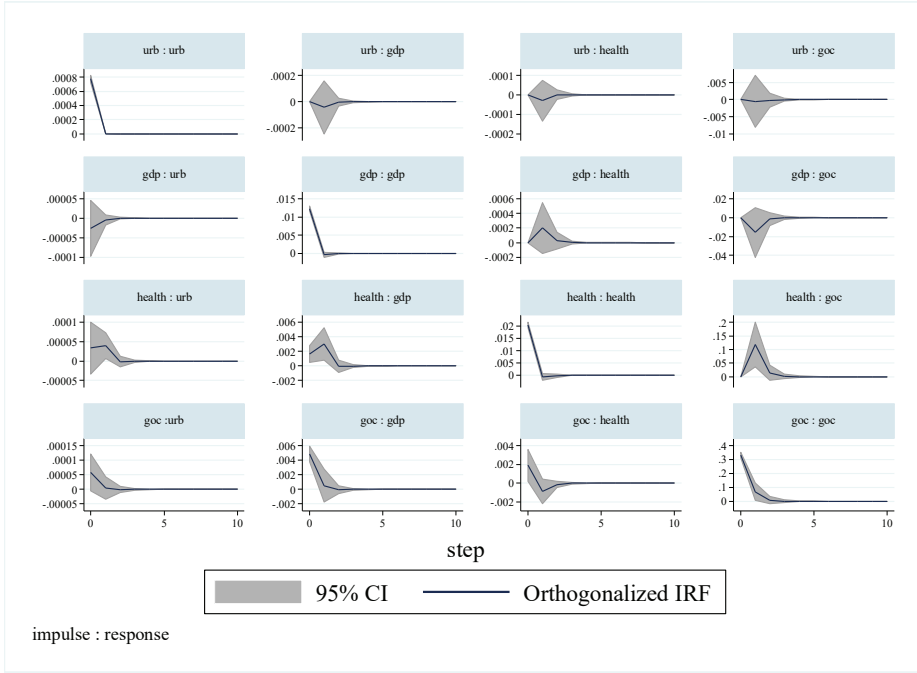 urb : urb urb : gdp urb : health urb : goc
.0008 .0002 .0001 .005
.0006 0 0 0
.0004 -.0002 -.0001 -.005
.0002 -.0002 -.01
0
gdp : urb gdp : gdp gdp : health gdp : goc
.00005 .015 .0006 .02
0 .01 .0004 0
-.00005 .005 .0002 -.02
-.0001 0 0 -.04
-.0002
health : urb health : gdp health : health health : goc
.0001 .006 .02 .2
.00005 .004 .015 .15
0 .002 .01 .1
-.00005 0 .005 .05
-.002 0 0
goc :urb goc : gdp goc : health goc : goc
.00015 .006 .004 .4
.00001 .004 .002 .3
.00005 .002 0 .2
0 0 -.002 .1
-.00005 -.002 0
0 5 10 0 5 10 0 5 10 0 5 10
step
95% CI Orthogonalized IRF
impulse : response